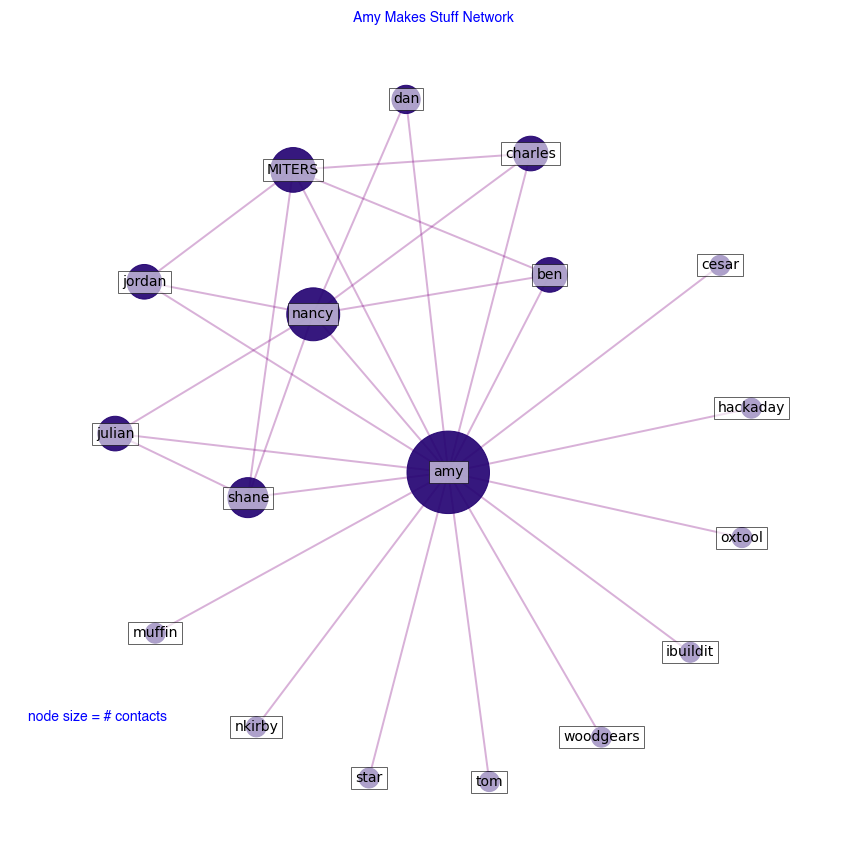 Amy Makes Stuff Network
dan
charles
MITERS
cesar
ben
jordan
nancy
hackaday
julian
amy
shane
oxtool
muffin
ibuildit
node size = # contacts
nkirby
woodgears
star
tom